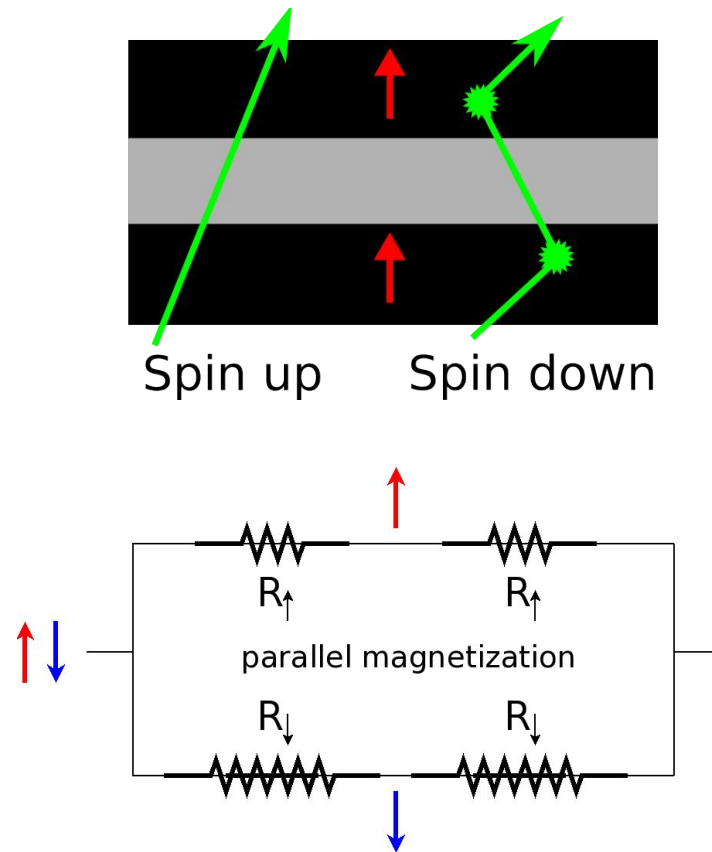 Spin up Spin down
R↑ R↑
parallel magnetization
R↓ R↓